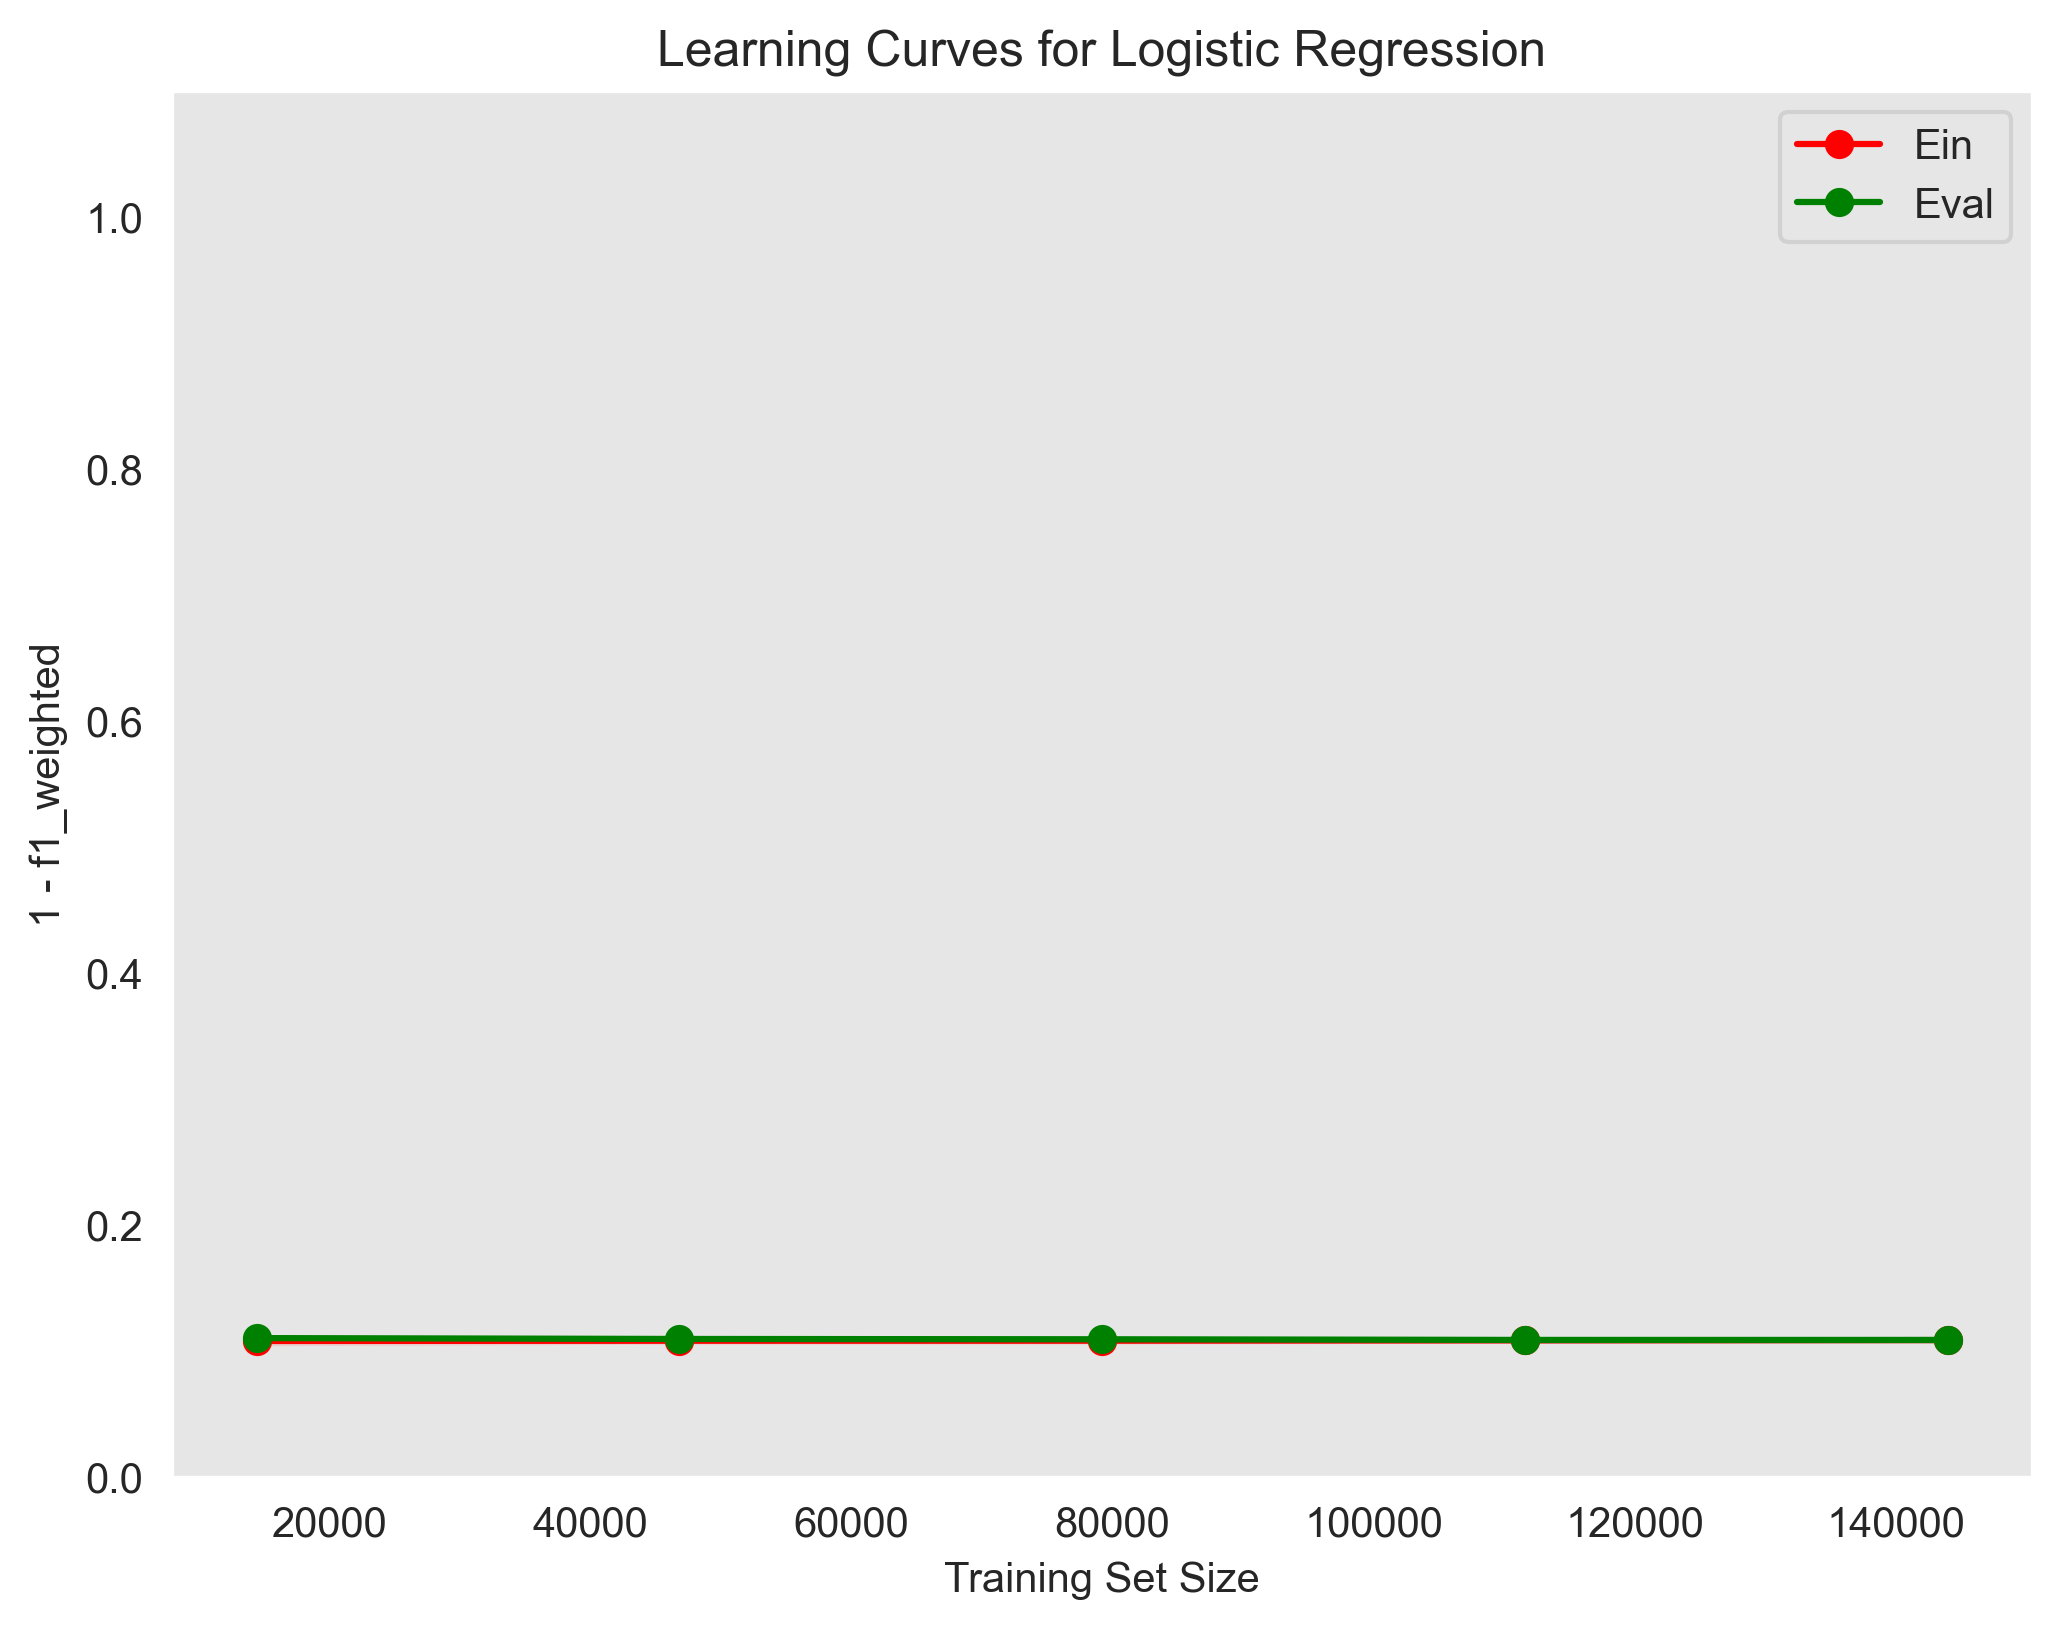 Learning Curves for Logistic Regression
Ein
Eval
1.0
0.8
0.6
0.4
0.2
0.0
1 - f1_weighted
20000 40000 60000 80000 100000 120000 140000
Training Set Size